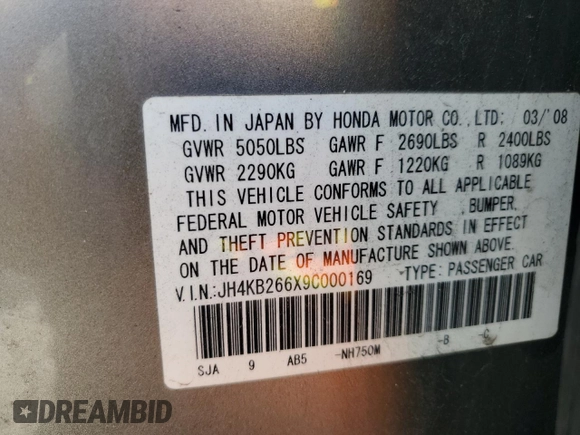 MFD. IN JAPAN BY HONDA MOTOR CO., LTD: 03/'08
GVWR 5050LBS GAWR F 2690LBS R 2400LBS
GVWR 2290KG GAWR F 1220KG R 1089KG
THIS VEHICLE CONFORMS TO ALL APPLICABLE
FEDERAL MOTOR VEHICLE SAFETY , BUMPER,
AND THEFT PREVENTION STANDARDS IN EFFECT
ON THE DATE OF MANUFACTURE SHOWN ABOVE.
V.I.N.:JH4KB266X9C000169 TYPE: PASSENGER CAR
SJA 9 AB5 -NH750M -B C
DREAMBID